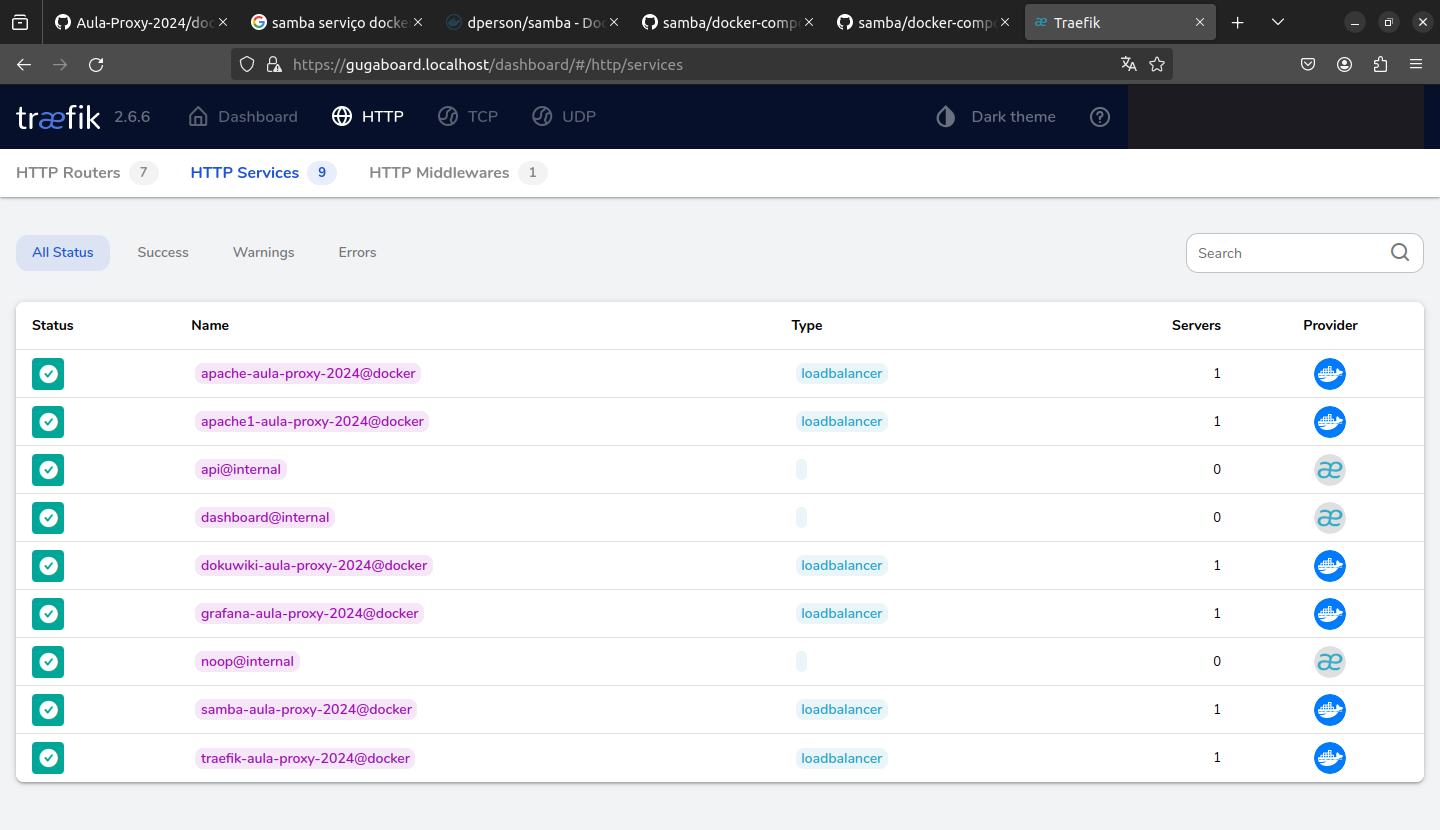 Aula-Proxy-2024/doc samba serviço docke dperson/samba - Doc samba/docker-comp samba/docker-comp Traefik
https://gugaboard.localhost/dashboard/#/http/services
træfik 2.6.6 Dashboard HTTP TCP UDP Dark theme
HTTP Routers 7 HTTP Services 9 HTTP Middlewares 1
All Status Success Warnings Errors Search
Status Name Type Servers Provider
apache-aula-proxy-2024@docker loadbalancer 1
apache1-aula-proxy-2024@docker loadbalancer 1
api@internal 0 æ
dashboard@internal 0 æ
dokuwiki-aula-proxy-2024@docker loadbalancer 1
grafana-aula-proxy-2024@docker loadbalancer 1
noop@internal 0 æ
samba-aula-proxy-2024@docker loadbalancer 1
traefik-aula-proxy-2024@docker loadbalancer 1